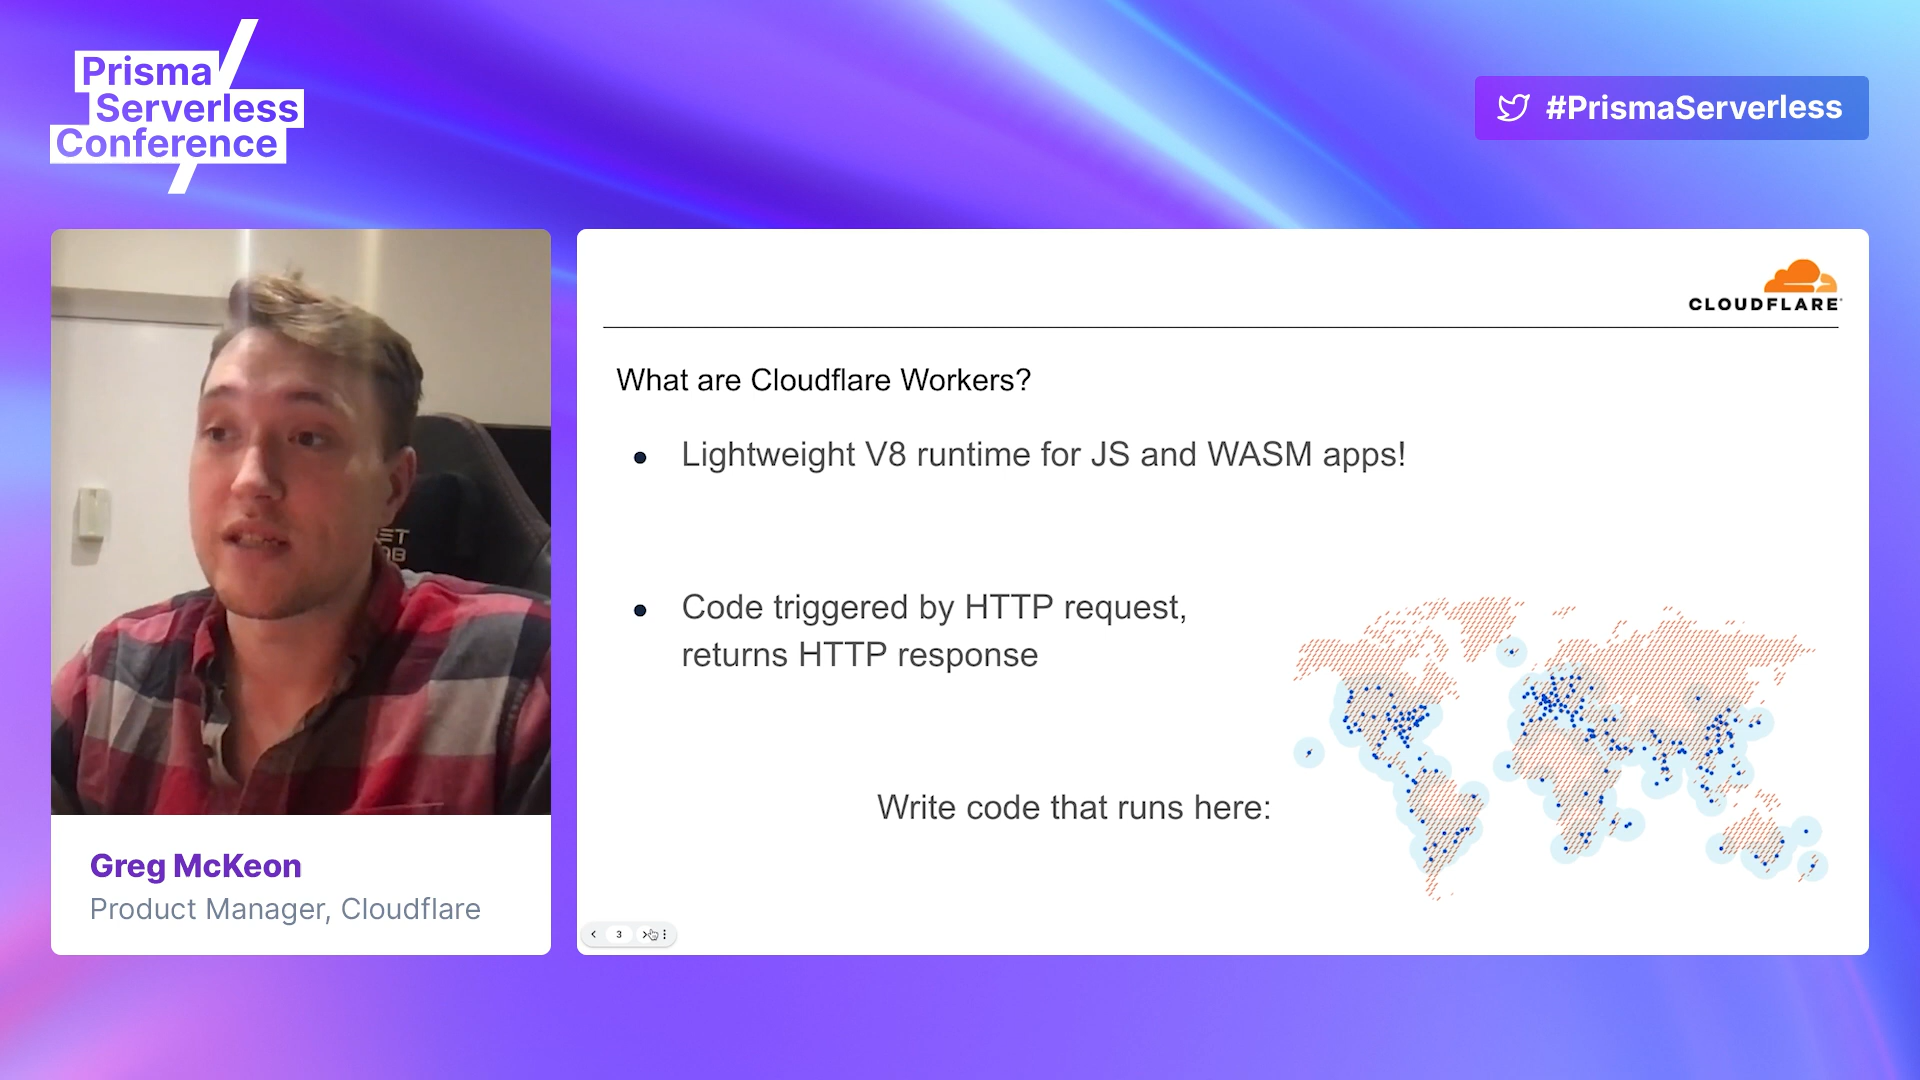 Prisma
Serverless
Conference
#PrismaServerless
CLOUDFLARE
What are Cloudflare Workers?
• Lightweight V8 runtime for JS and WASM apps!
• Code triggered by HTTP request,
returns HTTP response
Write code that runs here:
Greg McKeon
Product Manager, Cloudflare
3